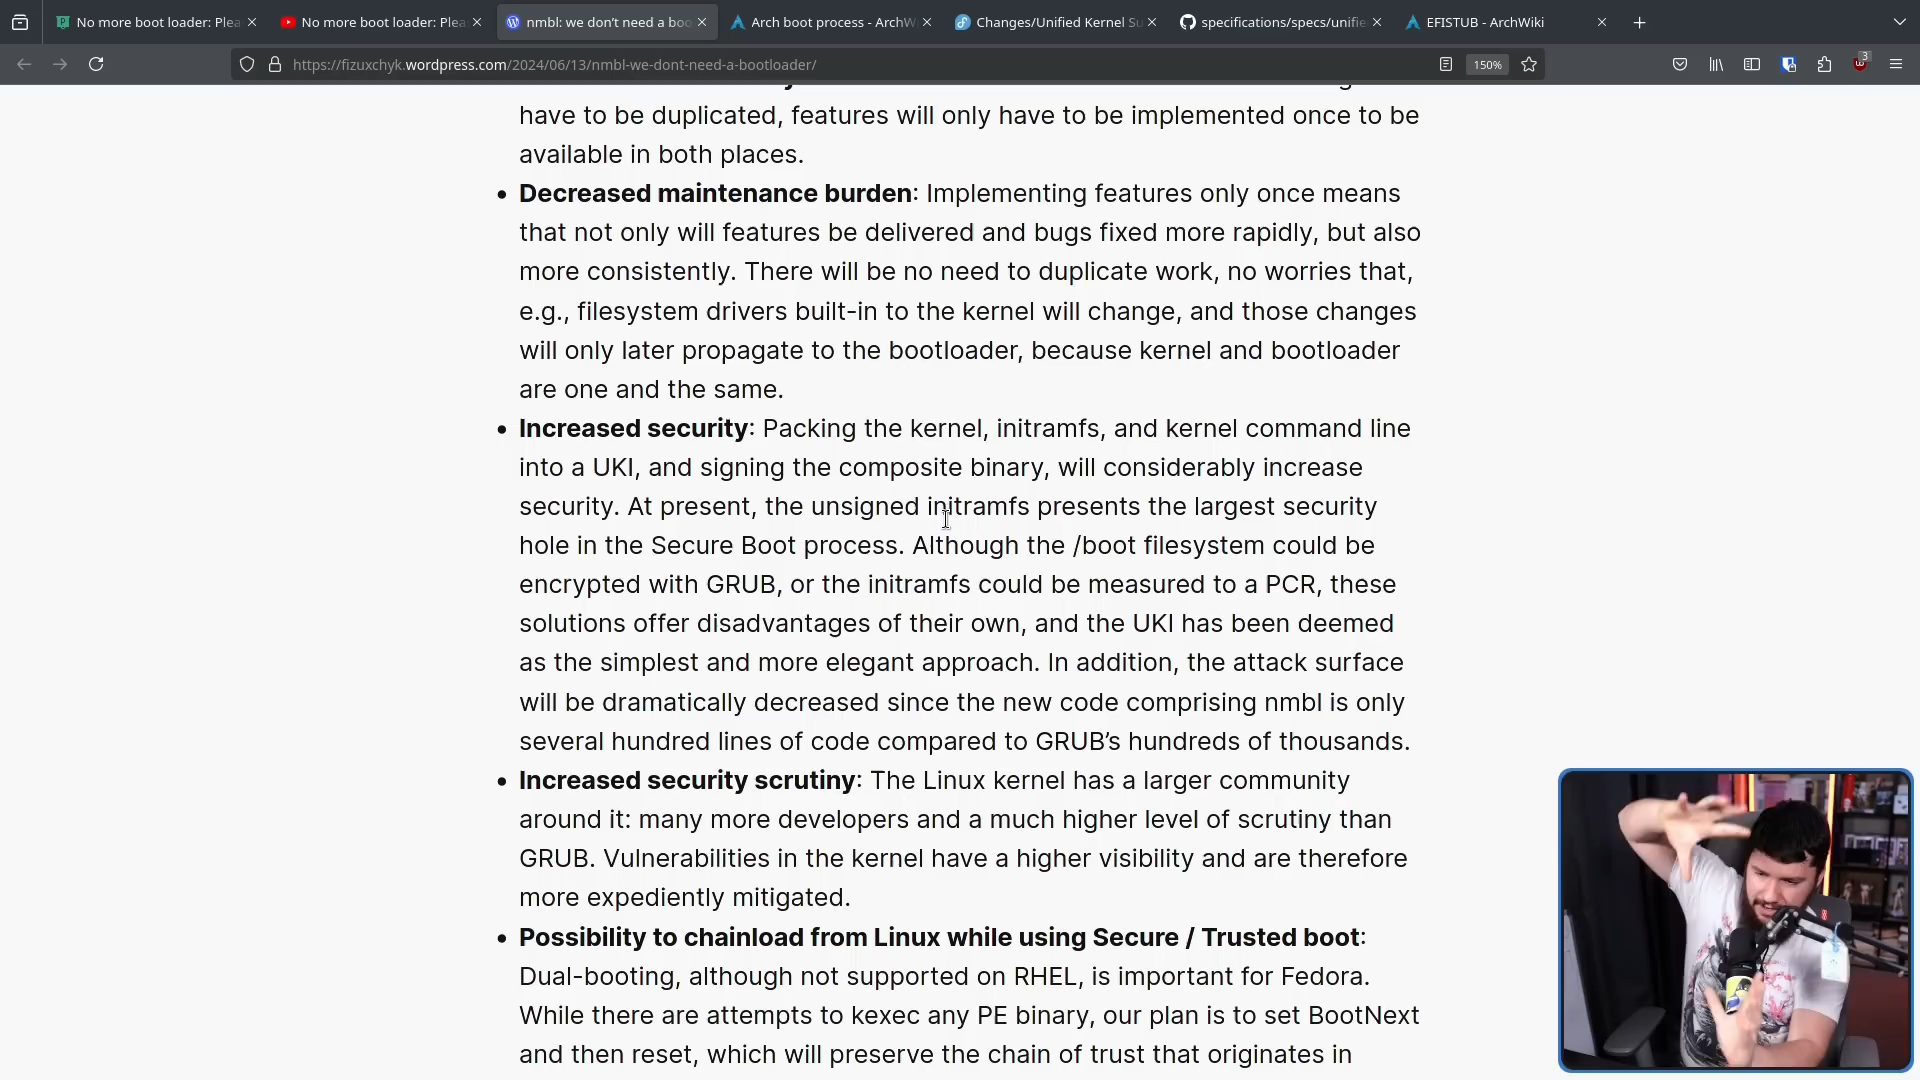 No more boot loader: Plea
No more boot loader: Plea
nmbl: we don't need a boo
Arch boot process - ArchW
Changes/Unified Kernel Su
specifications/specs/unifie
EFISTUB - ArchWiki
https://fizuxchyk.wordpress.com/2024/06/13/nmbl-we-dont-need-a-bootloader/
150%
3
have to be duplicated, features will only have to be implemented once to be
available in both places.
• Decreased maintenance burden: Implementing features only once means
that not only will features be delivered and bugs fixed more rapidly, but also
more consistently. There will be no need to duplicate work, no worries that,
e.g., filesystem drivers built-in to the kernel will change, and those changes
will only later propagate to the bootloader, because kernel and bootloader
are one and the same.
• Increased security: Packing the kernel, initramfs, and kernel command line
into a UKI, and signing the composite binary, will considerably increase
security. At present, the unsigned initramfs presents the largest security
hole in the Secure Boot process. Although the /boot filesystem could be
encrypted with GRUB, or the initramfs could be measured to a PCR, these
solutions offer disadvantages of their own, and the UKI has been deemed
as the simplest and more elegant approach. In addition, the attack surface
will be dramatically decreased since the new code comprising nmbl is only
several hundred lines of code compared to GRUB’s hundreds of thousands.
• Increased security scrutiny: The Linux kernel has a larger community
around it: many more developers and a much higher level of scrutiny than
GRUB. Vulnerabilities in the kernel have a higher visibility and are therefore
more expediently mitigated.
• Possibility to chainload from Linux while using Secure / Trusted boot:
Dual-booting, although not supported on RHEL, is important for Fedora.
While there are attempts to kexec any PE binary, our plan is to set BootNext
and then reset, which will preserve the chain of trust that originates in